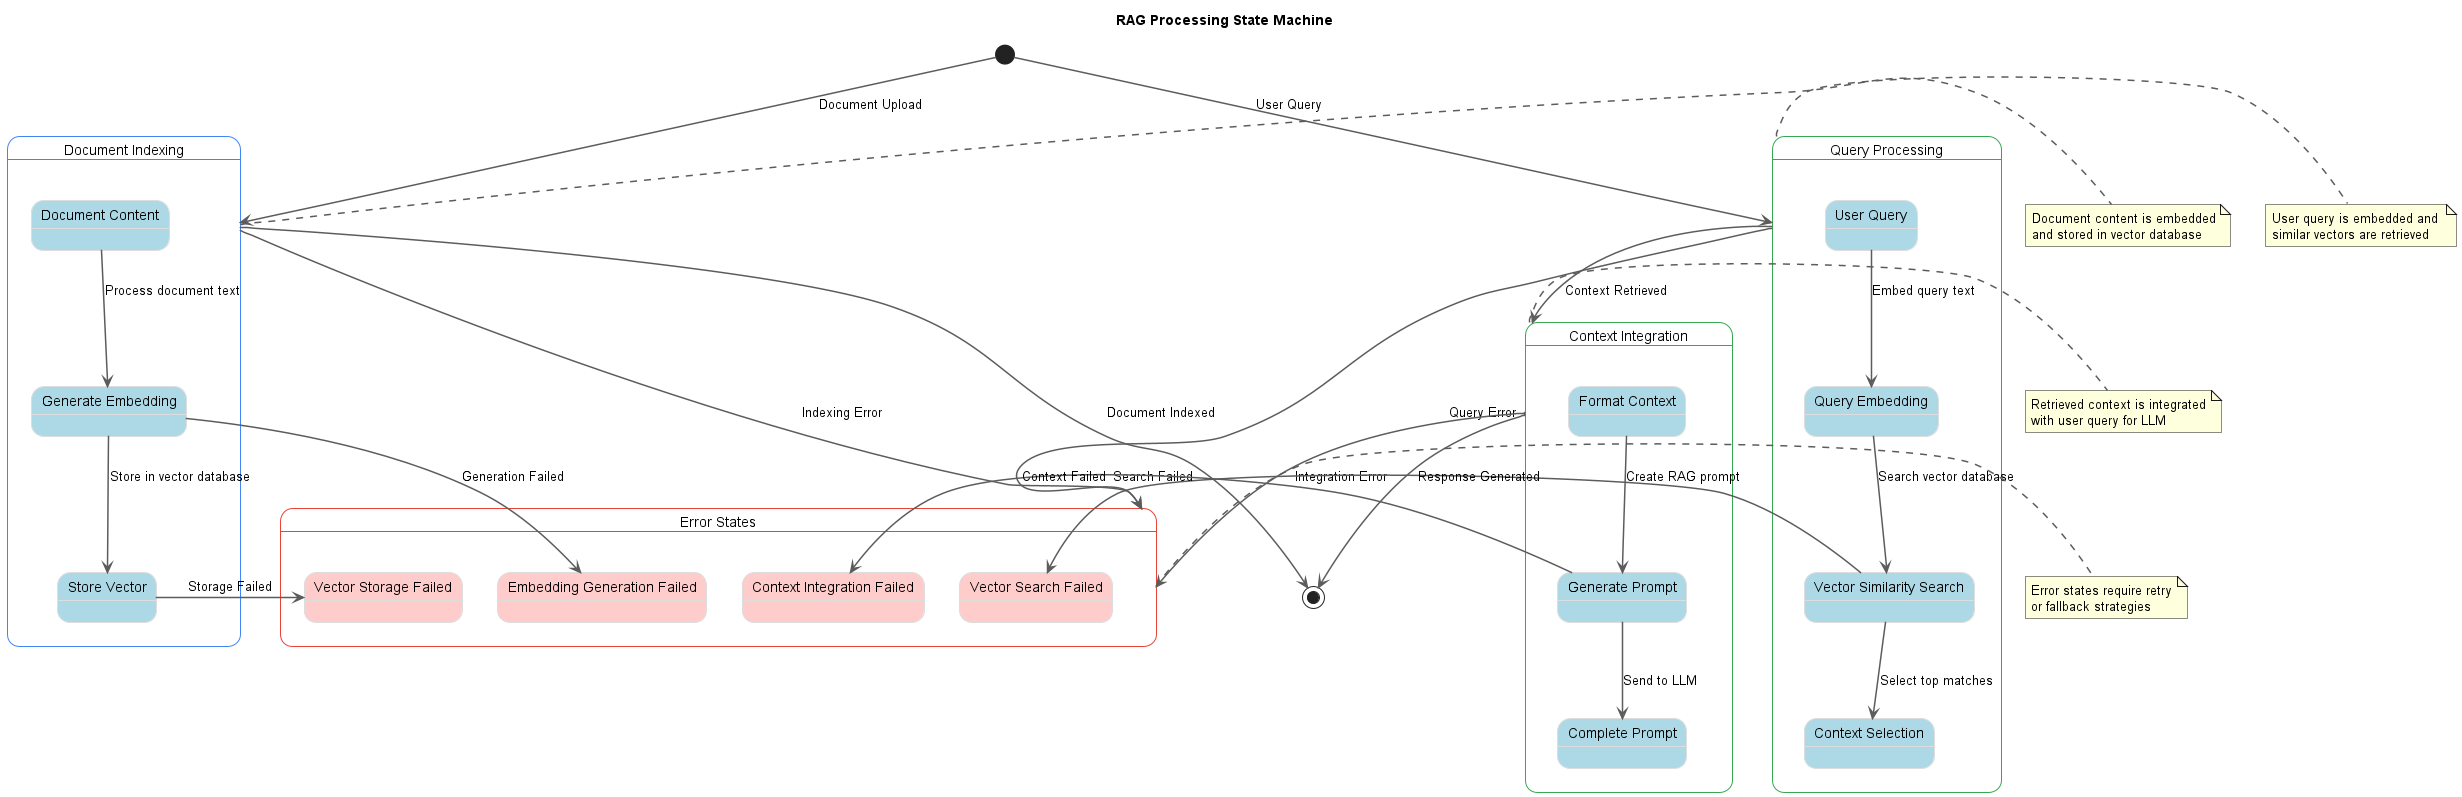 RAG Processing State Machine
Document Upload
User Query
Document Indexing
Document Content
Process document text
Generate Embedding
Store in vector database
Store Vector
Storage Failed
Generation Failed
Indexing Error
Document Indexed
Query Error
Context Failed
Search Failed
Integration Error
Response Generated
Error States
Vector Storage Failed
Embedding Generation Failed
Context Integration Failed
Vector Search Failed
Context Retrieved
Context Integration
Format Context
Create RAG prompt
Generate Prompt
Send to LLM
Complete Prompt
Query Processing
User Query
Embed query text
Query Embedding
Search vector database
Vector Similarity Search
Select top matches
Context Selection
Document content is embedded
and stored in vector database
User query is embedded and
similar vectors are retrieved
Retrieved context is integrated
with user query for LLM
Error states require retry
or fallback strategies